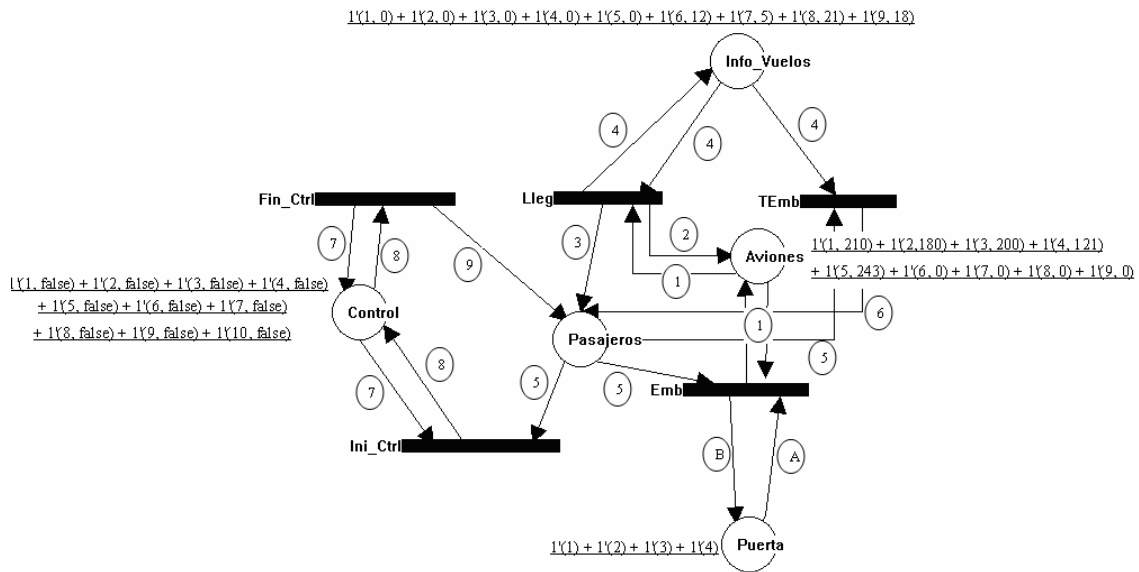 1'(1, 0) + 1'(2, 0) + 1'(3, 0) + 1'(4, 0) + 1'(5, 0) + 1'(6, 12) + 1'(7, 5) + 1'(8, 21) + 1'(9, 18)
Info_Vuelos
4
4
4
Fin_Ctrl
Lleg
TEmb
7
8
9
3
2
1
Aviones
1'(1, 210) + 1'(2,180) + 1'(3, 200) + 1'(4, 121)
+ 1'(5, 243) + 1'(6, 0) + 1'(7, 0) + 1'(8, 0) + 1'(9, 0)
1'(1, false) + 1'(2, false) + 1'(3, false) + 1'(4, false)
+ 1'(5, false) + 1'(6, false) + 1'(7, false)
+ 1'(8, false) + 1'(9, false) + 1'(10, false)
Control
Pasajeros
1
6
5
7
8
5
5
Emb
Ini_Ctrl
B
A
1'(1) + 1'(2) + 1'(3) + 1'(4)
Puerta